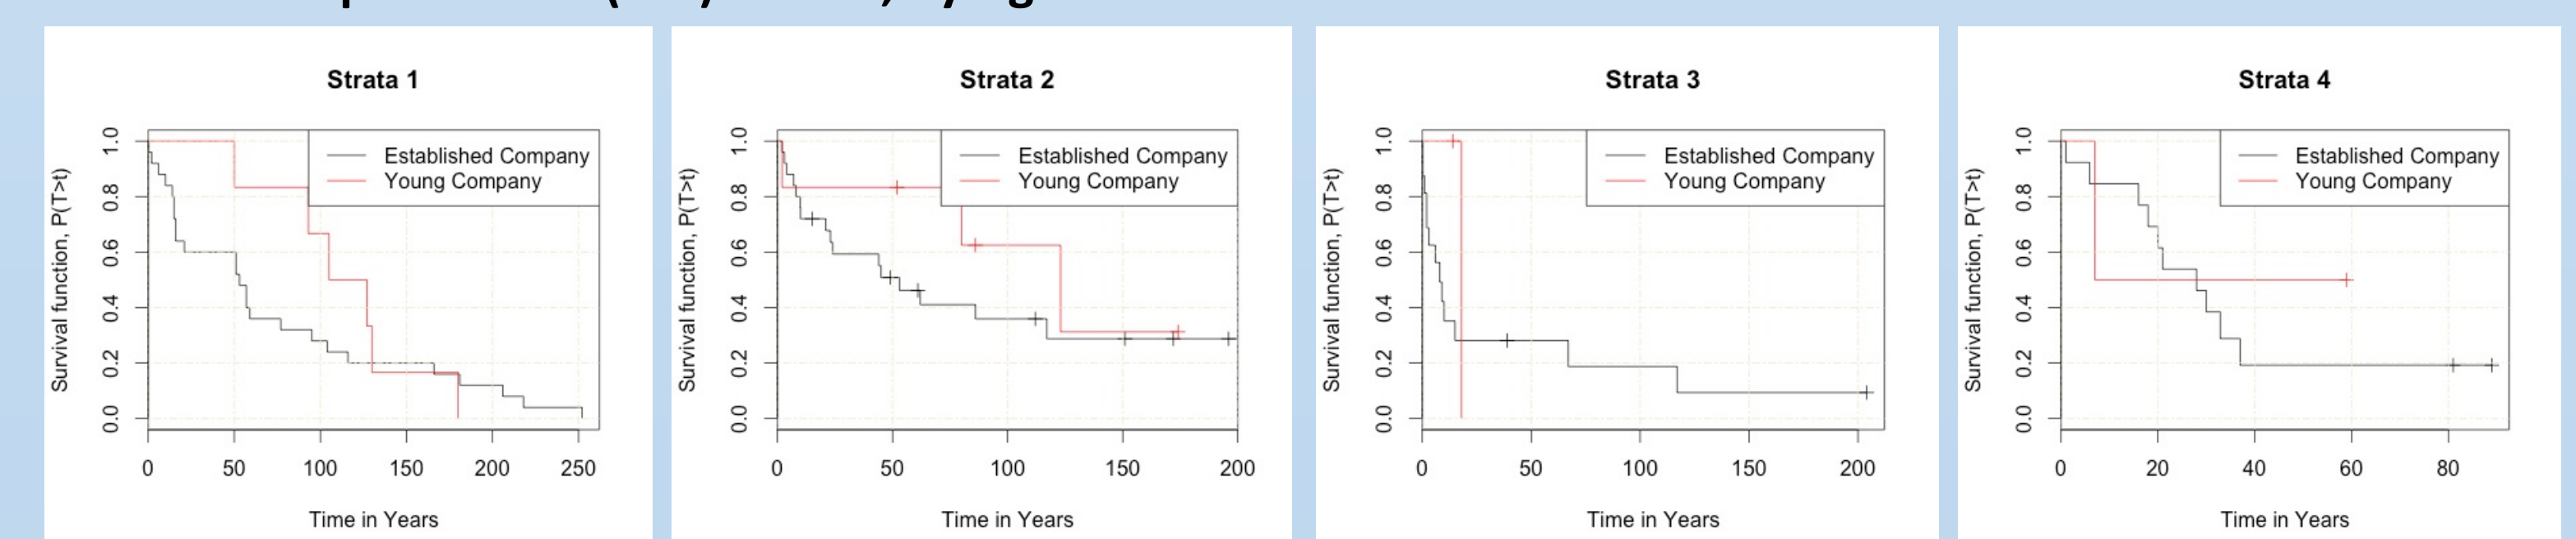 Strata 1
Established Company
Young Company
Survival function, P(T>t)
1.0
0.8
0.6
0.4
0.2
0.0
0 50 100 150 200 250
Time in Years
Strata 2
Established Company
Young Company
Survival function, P(T>t)
1.0
0.8
0.6
0.4
0.2
0.0
0 50 100 150 200
Time in Years
Strata 3
Established Company
Young Company
Survival function, P(T>t)
1.0
0.8
0.6
0.4
0.2
0.0
0 50 100 150 200
Time in Years
Strata 4
Established Company
Young Company
Survival function, P(T>t)
1.0
0.8
0.6
0.4
0.2
0.0
0 20 40 60 80
Time in Years